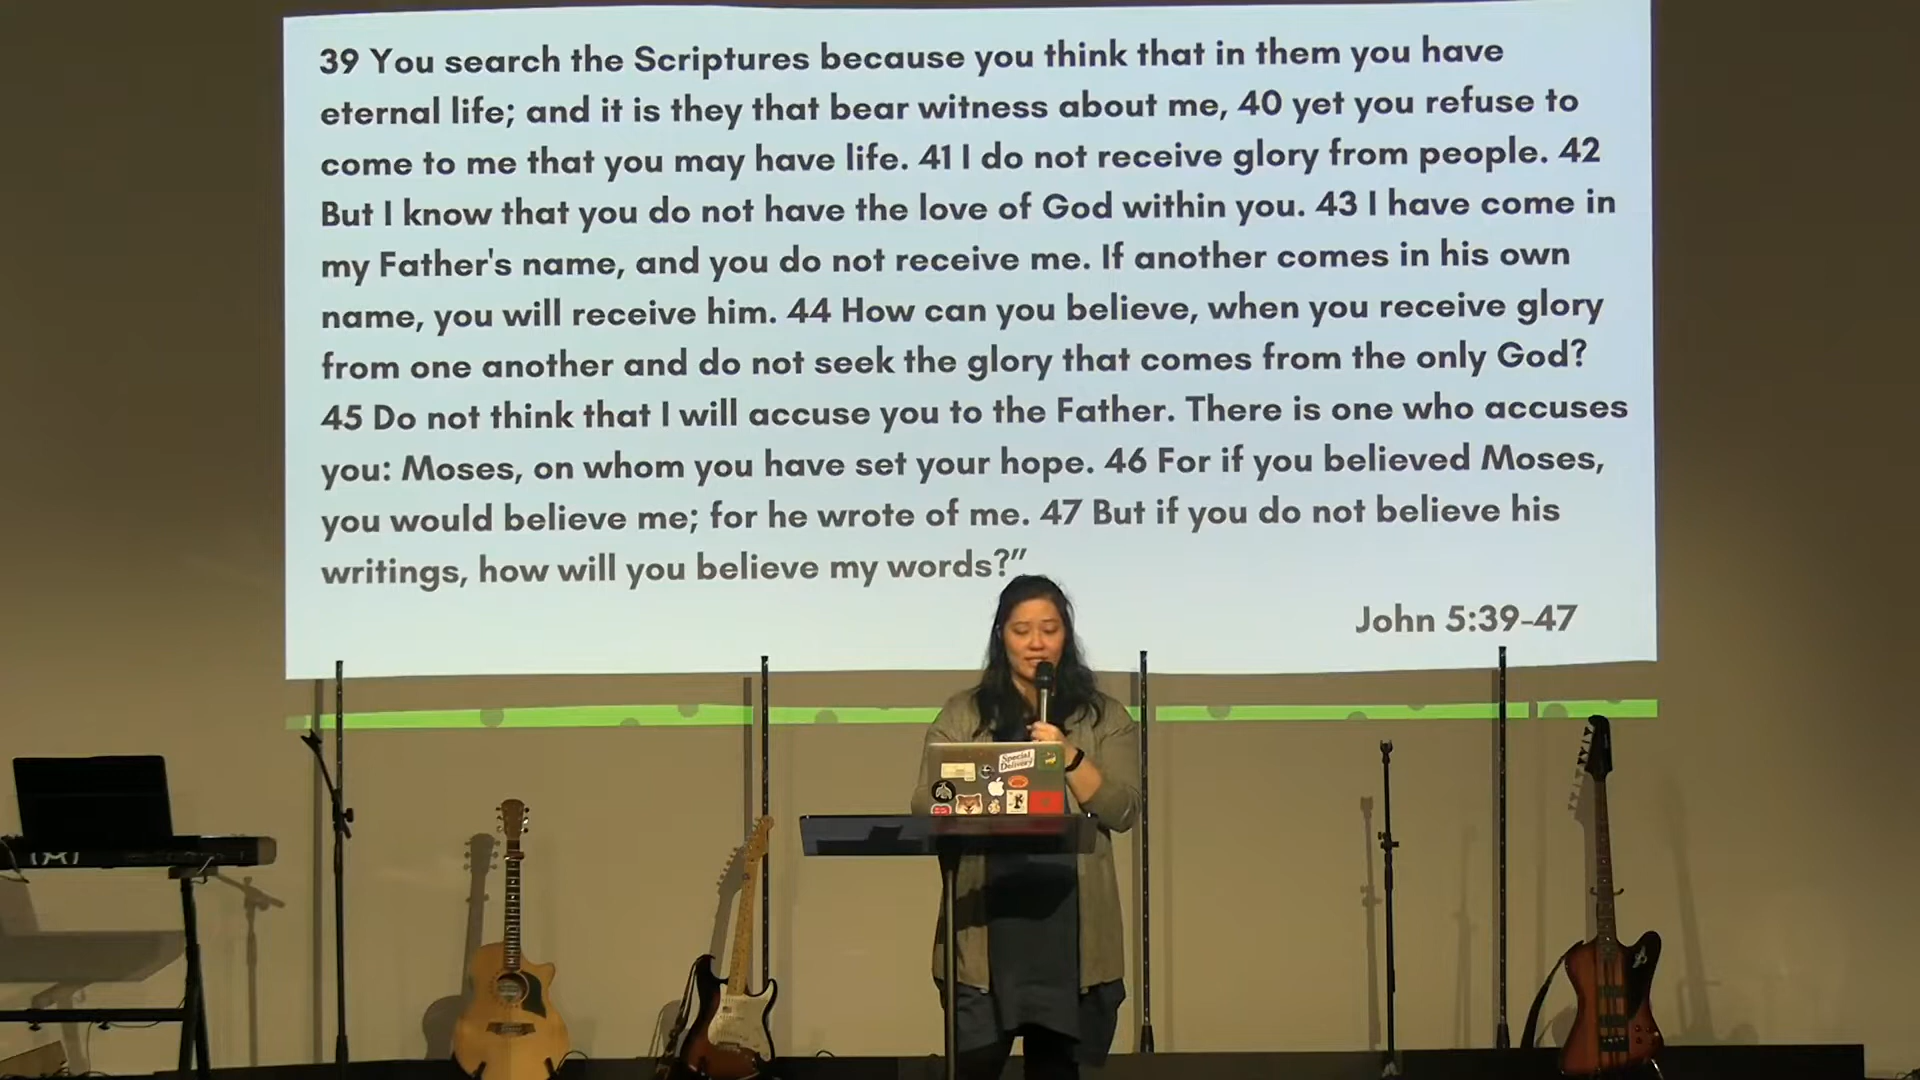 39 You search the Scriptures because you think that in them you have
eternal life; and it is they that bear witness about me, 40 yet you refuse to
come to me that you may have life. 41 I do not receive glory from people. 42
But I know that you do not have the love of God within you. 43 I have come in
my Father's name, and you do not receive me. If another comes in his own
name, you will receive him. 44 How can you believe, when you receive glory
from one another and do not seek the glory that comes from the only God?
45 Do not think that I will accuse you to the Father. There is one who accuses
you: Moses, on whom you have set your hope. 46 For if you believed Moses,
you would believe me; for he wrote of me. 47 But if you do not believe his
writings, how will you believe my words?”
John 5:39-47
Special
Delivery